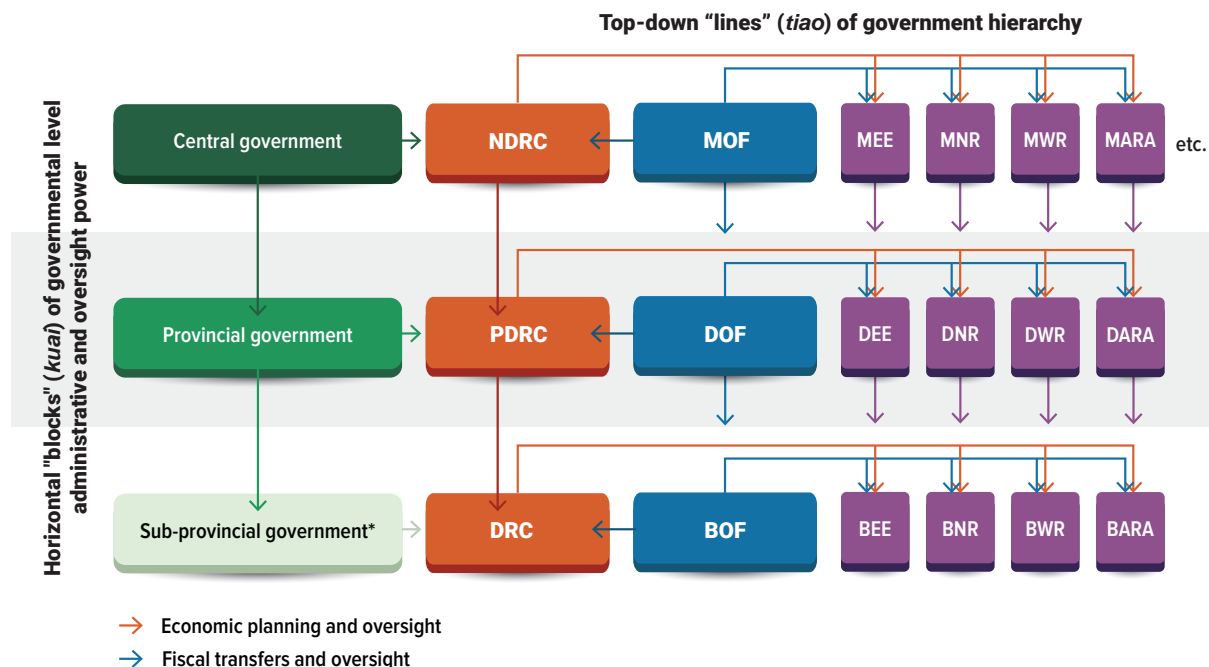 Top-down “lines” (tiao) of government hierarchy
Horizontal "blocks" (kuai) of governmental level
administrative and oversight power
Central government
NDRC
MOF
MEE
MNR
MWR
MARA
etc.
Provincial government
PDRC
DOF
DEE
DNR
DWR
DARA
Sub-provincial government*
DRC
BOF
BEE
BNR
BWR
BARA
Economic planning and oversight
Fiscal transfers and oversight